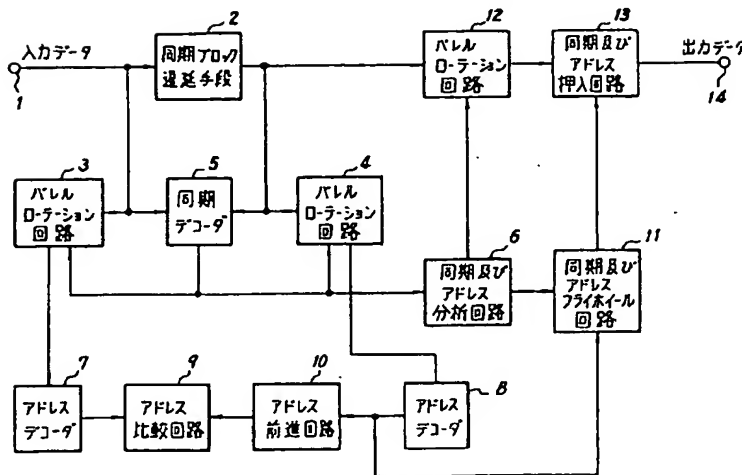 2
12
13
入力データ
同期ブロック
遅延手段
バレル
ローテーション
回路
同期及び
アドレス
押入回路
出力データ
1
14
3
5
4
バレル
ローテーション
回路
同期
デコーダ
バレル
ローテーション
回路
6
11
同期及び
アドレス
分析回路
同期及び
アドレス
フライホイール
回路
7
9
10
8
アドレス
デコーダ
アドレス
比較回路
アドレス
前進回路
アドレス
デコーダ